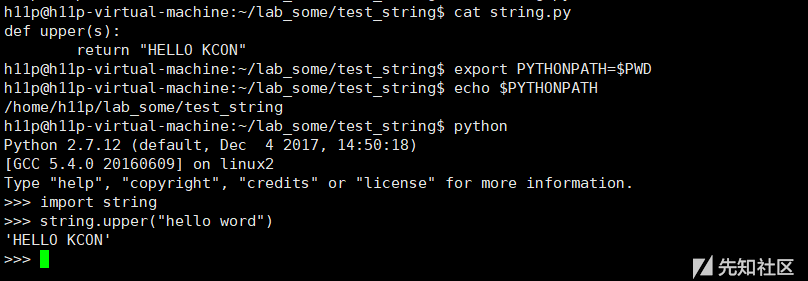 h11p@h11p-virtual-machine:~/lab_some/test_string$ cat string.py
def upper(s):
        return "HELLO KCON"
h11p@h11p-virtual-machine:~/lab_some/test_string$ export PYTHONPATH=$PWD
h11p@h11p-virtual-machine:~/lab_some/test_string$ echo $PYTHONPATH
/home/h11p/lab_some/test_string
h11p@h11p-virtual-machine:~/lab_some/test_string$ python
Python 2.7.12 (default, Dec  4 2017, 14:50:18)
[GCC 5.4.0 20160609] on linux2
Type "help", "copyright", "credits" or "license" for more information.
>>> import string
>>> string.upper("hello word")
'HELLO KCON'
>>>
先知社区